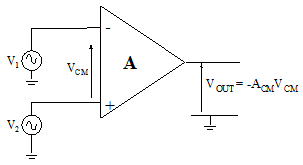 -
V1
VCM
A
VOUT= -ACMVCM
+
V2